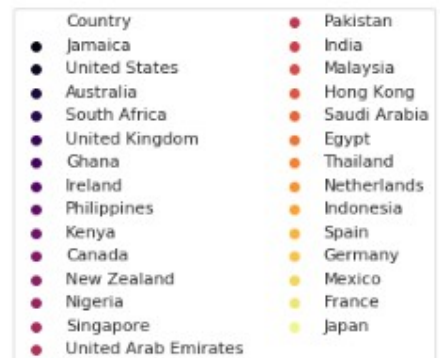 Country
Jamaica
United States
Australia
South Africa
United Kingdom
Ghana
Ireland
Philippines
Kenya
Canada
New Zealand
Nigeria
Singapore
United Arab Emirates
Pakistan
India
Malaysia
Hong Kong
Saudi Arabia
Egypt
Thailand
Netherlands
Indonesia
Spain
Germany
Mexico
France
Japan